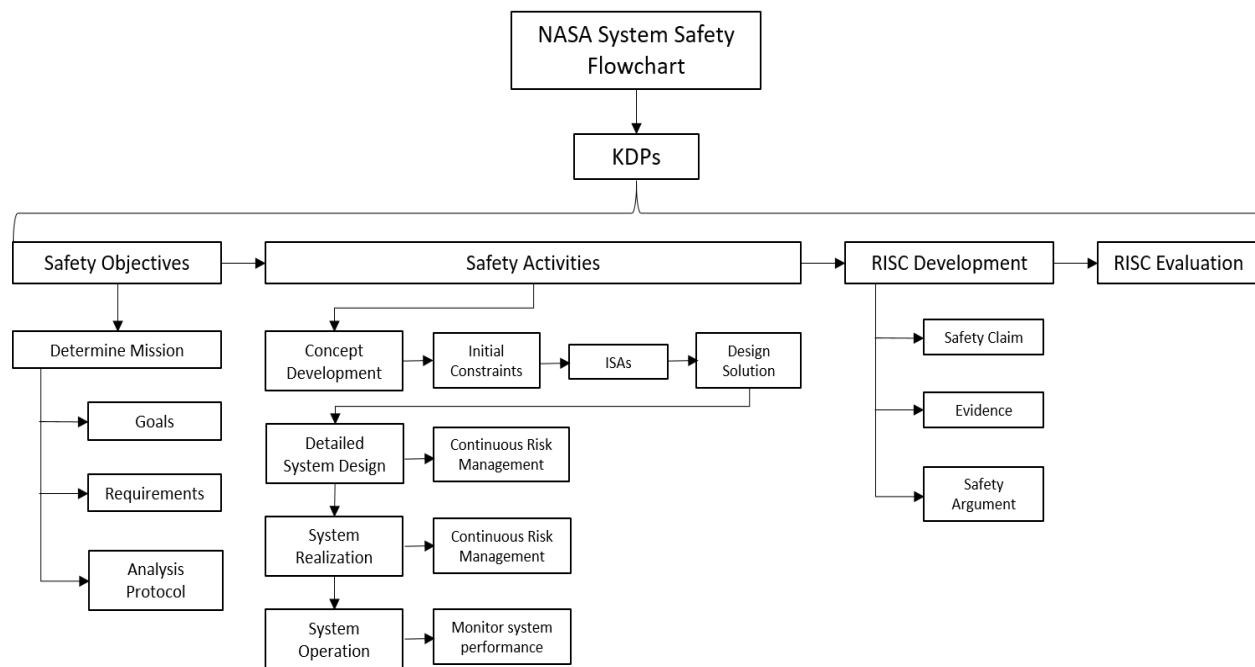 NASA System Safety
Flowchart
KDPs
Safety Objectives
Safety Activities
RISC Development
RISC Evaluation
Determine Mission
Goals
Requirements
Analysis
Protocol
Concept
Development
Initial
Constraints
ISAs
Design
Solution
Detailed
System Design
Continuous Risk
Management
System
Realization
Continuous Risk
Management
System
Operation
Monitor system
performance
Safety Claim
Evidence
Safety
Argument